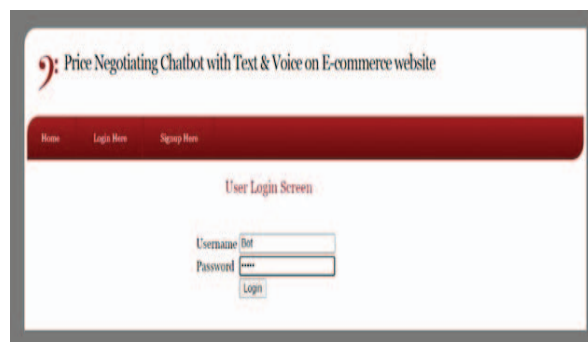 Price Negotiating Chatbot with Text & Voice on E-commerce website
Home Login Here Signup Here
User Login Screen
Username Bot
Password •••••
Login